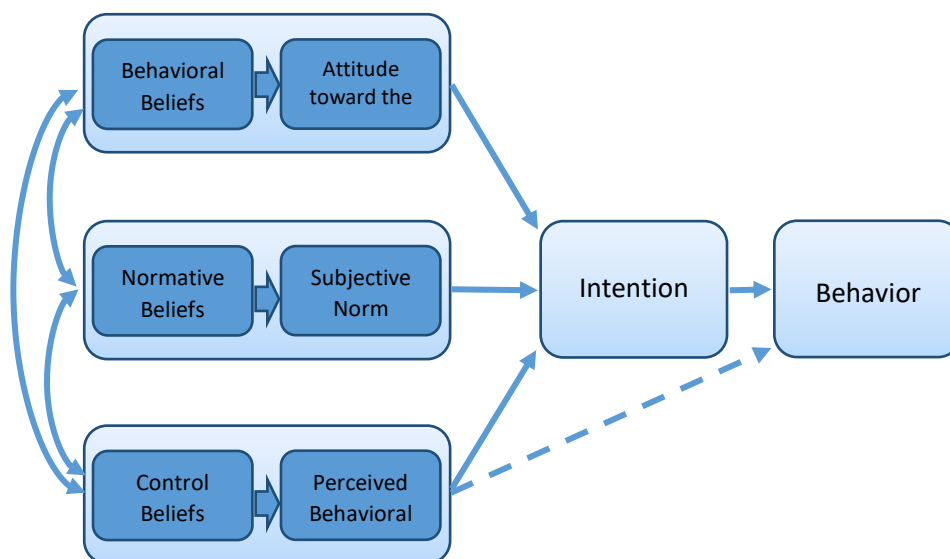 Behavioral
Beliefs
Attitude
toward the
Normative
Beliefs
Subjective
Norm
Intention
Behavior
Control
Beliefs
Perceived
Behavioral